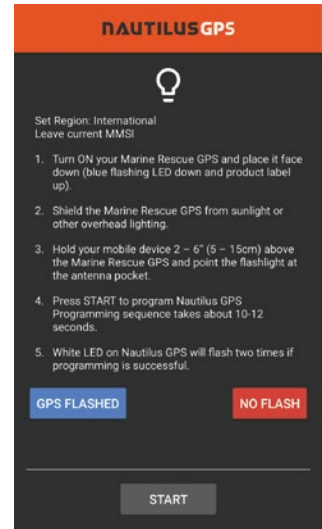 NAUTILUSGPS
Set Region: International
Leave current MMSI
1. Turn ON your Marine Rescue GPS and place it face
down (blue flashing LED down and product label
up).
2. Shield the Marine Rescue GPS from sunlight or
other overhead lighting.
3. Hold your mobile device 2 – 6” (5 – 15cm) above
the Marine Rescue GPS and point the flashlight at
the antenna pocket.
4. Press START to program Nautilus GPS
Programming sequence takes about 10-12
seconds.
5. White LED on Nautilus GPS will flash two times if
programming is successful.
GPS FLASHED NO FLASH
START